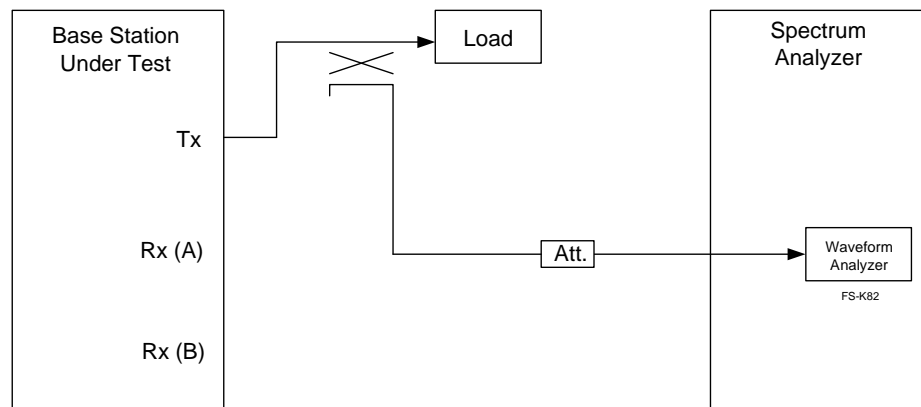 Base Station
Under Test
Load
Spectrum
Analyzer
Tx
Rx (A)
Att.
Waveform
Analyzer
FS-K82
Rx (B)